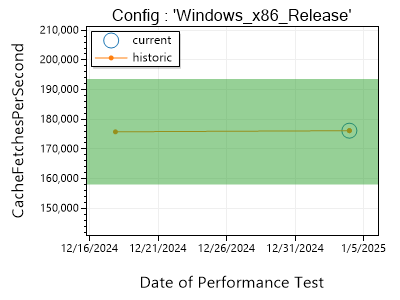 Config : 'Windows_x86_Release'
current
historic
CacheFetchesPerSecond
210,000
200,000
190,000
180,000
170,000
160,000
150,000
12/16/2024 12/21/2024 12/26/2024 12/31/2024 1/5/2025
Date of Performance Test